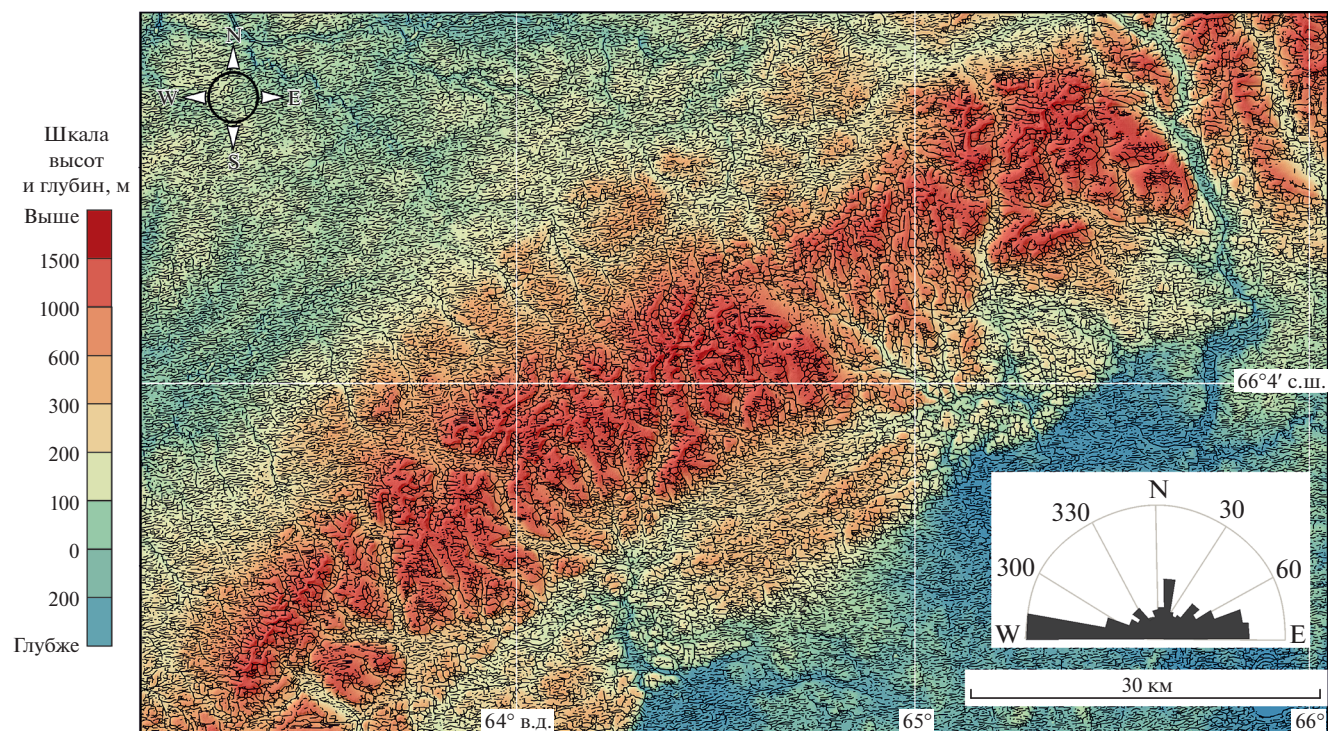 N
W E
S
Шкала
высот
и глубин, м
Выше
1500
1000
600
300
200
100
0
200
Глубже
66°4′ с.ш.
N
330 30
300 60
W E
30 км
64° в.д.
65°
66°